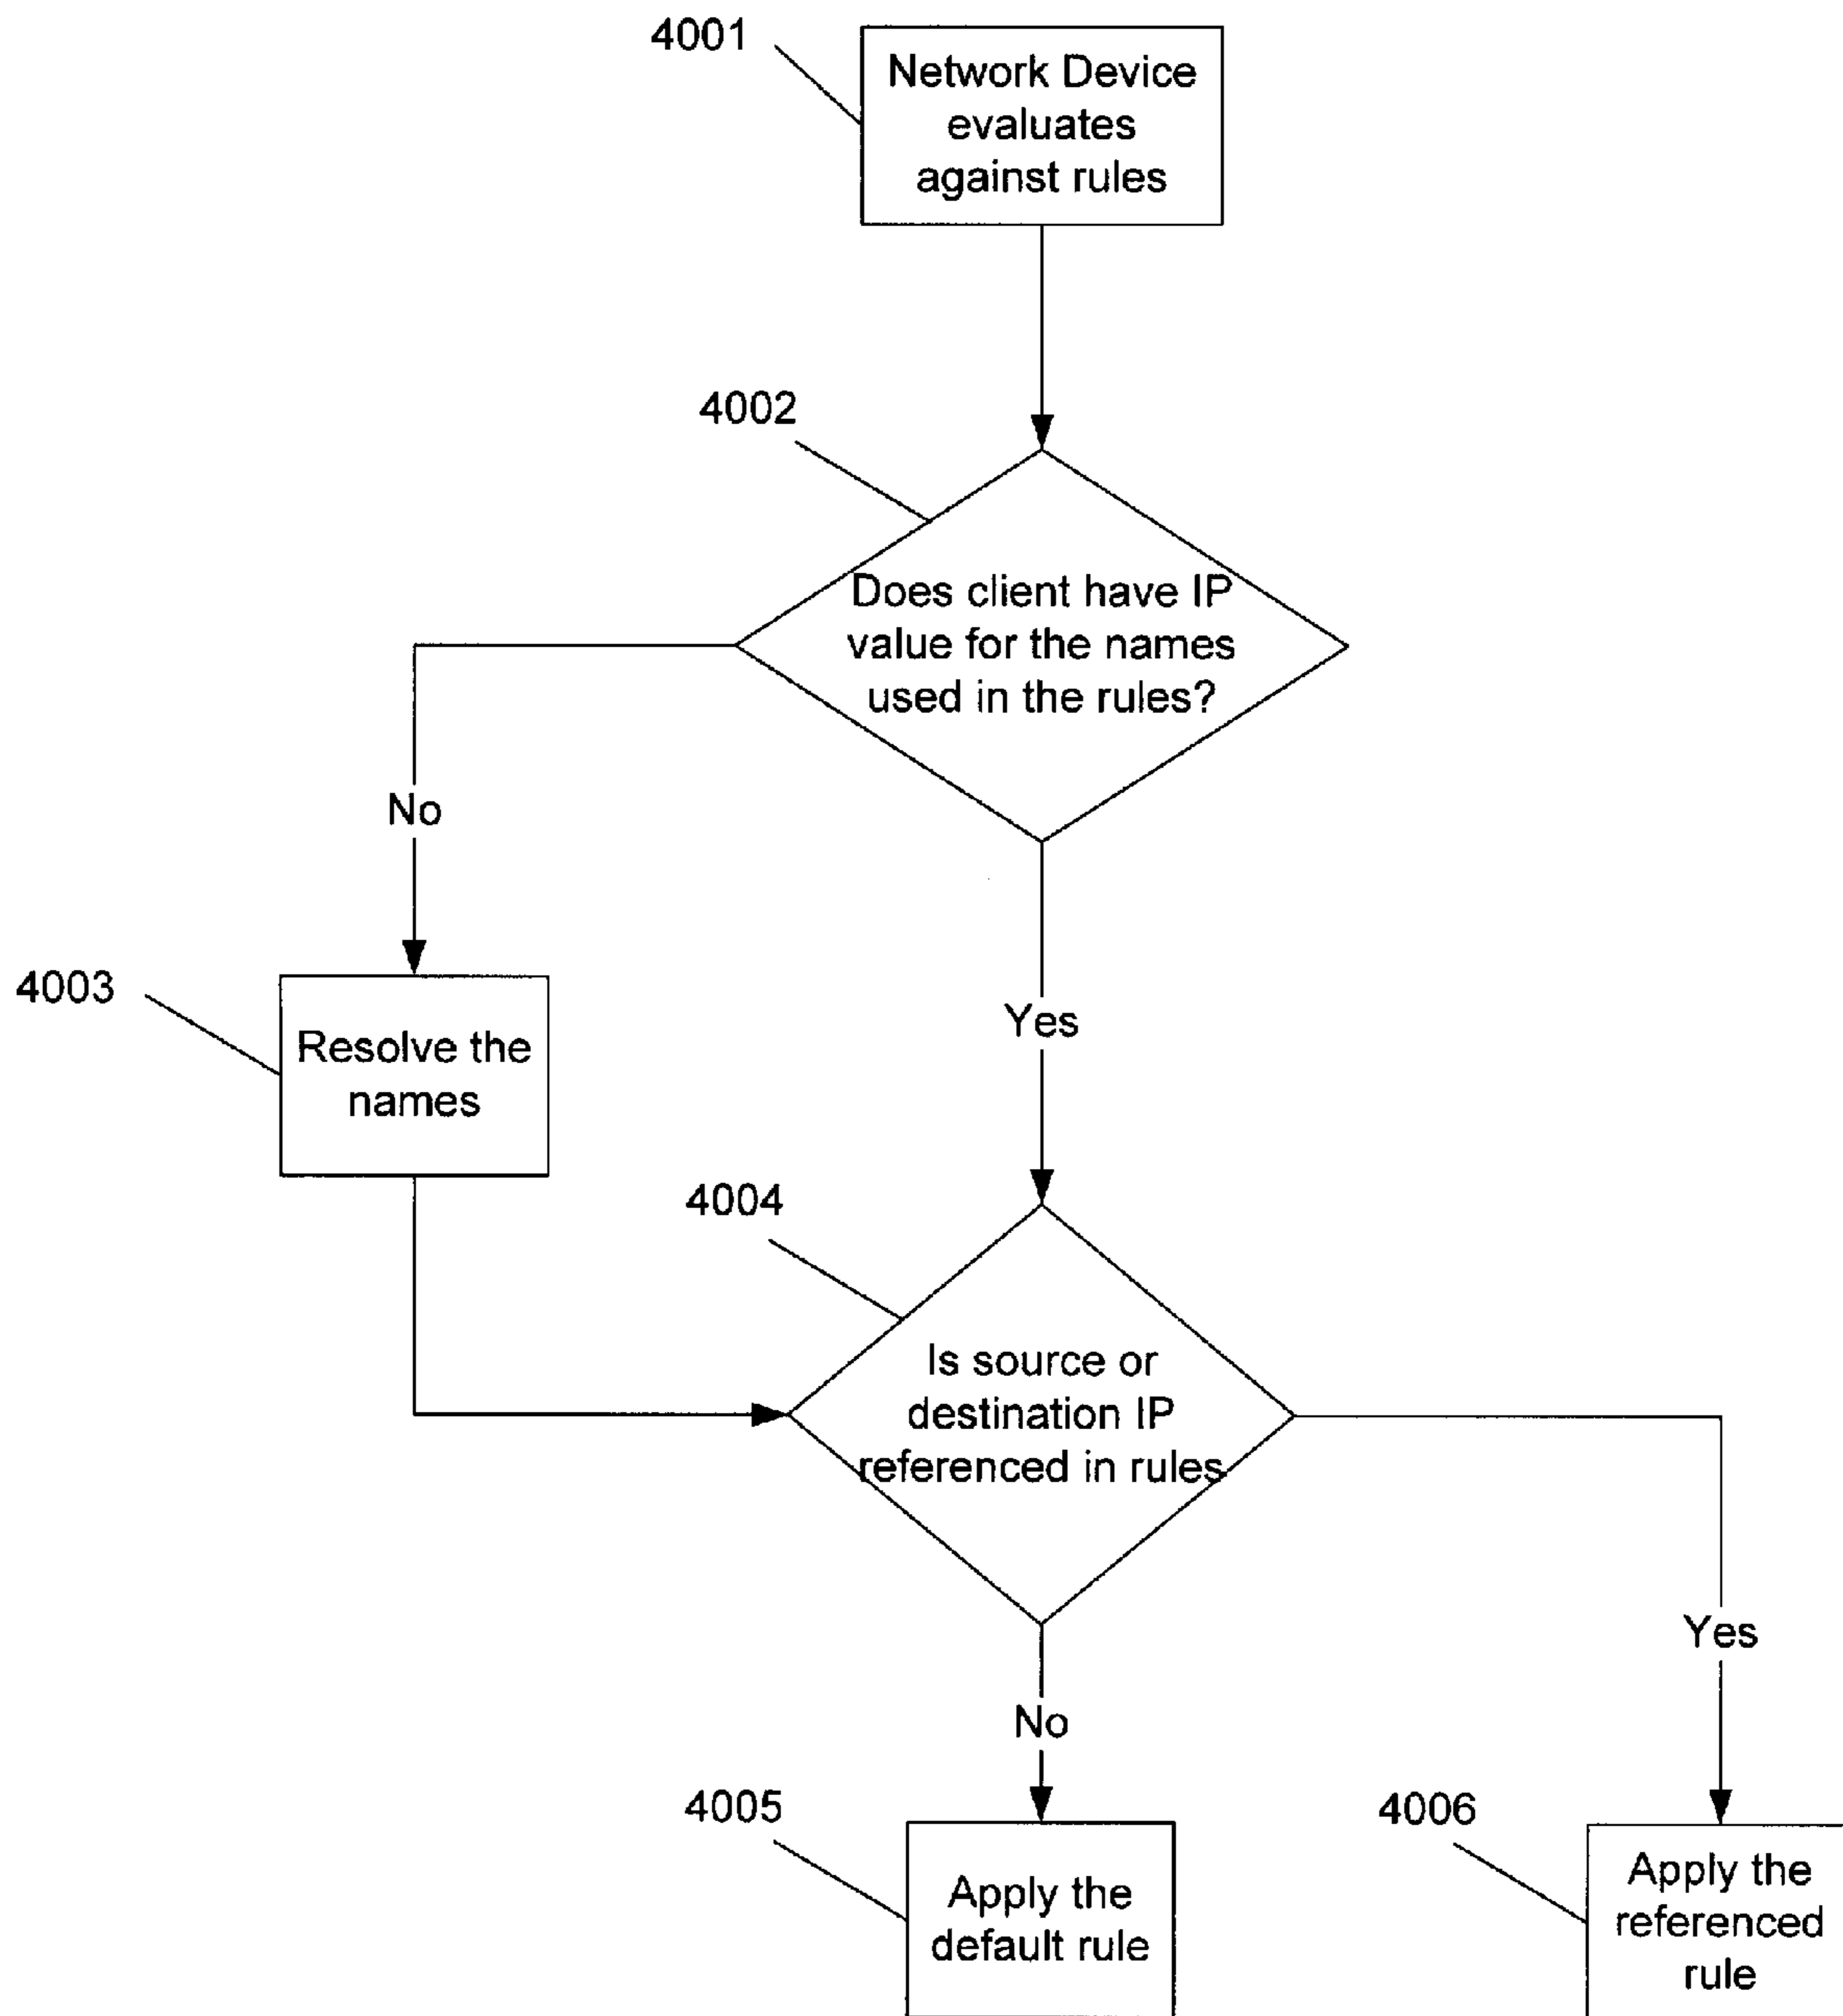 4001
Network Device
evaluates
against rules
4002
Does client have IP
value for the names
used in the rules?
No
Yes
4003
Resolve the
names
4004
Is source or
destination IP
referenced in rules
No
Yes
4005
Apply the
default rule
4006
Apply the
referenced
rule